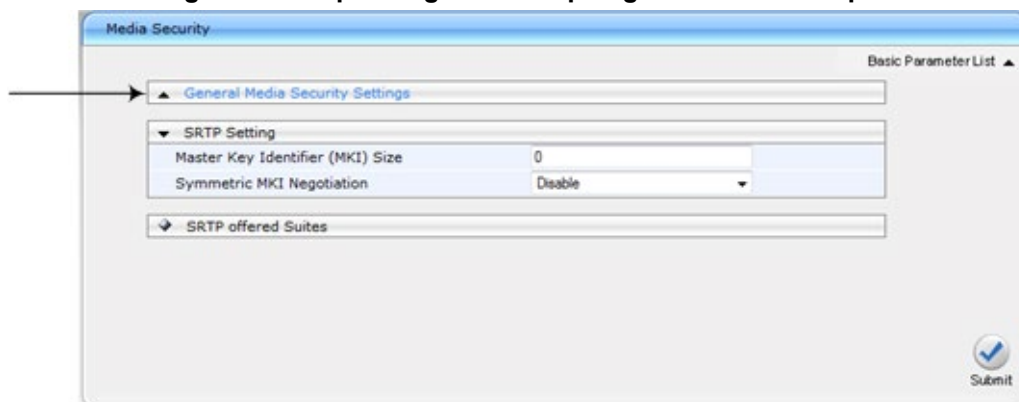 Media Security
Basic Parameter List
General Media Security Settings
SRTP Setting
Master Key Identifier (MKI) Size 0
Symmetric MKI Negotiation Disable
SRTP offered Suites
Submit